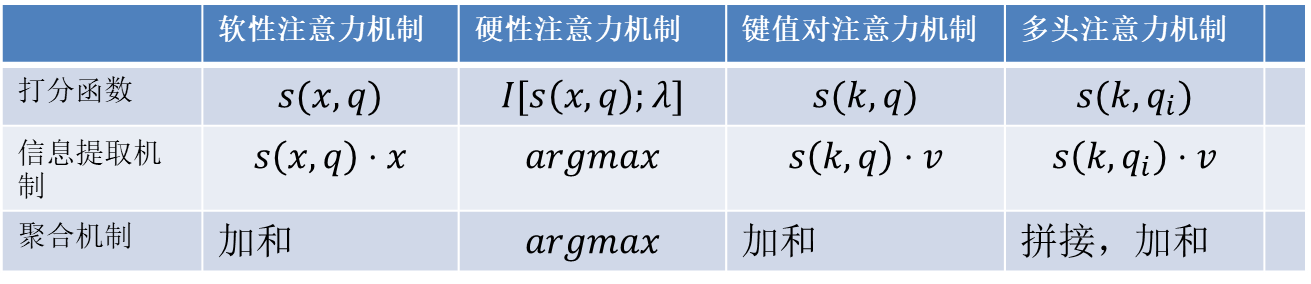 软性注意力机制 硬性注意力机制 键值对注意力机制 多头注意力机制
打分函数 s(x,q) I[s(x,q);λ] s(k,q) s(k,qᵢ)
信息提取机
制 s(x,q)·x argmax s(k,q)·v s(k,qᵢ)·v
聚合机制 加和 argmax 加和 拼接，加和